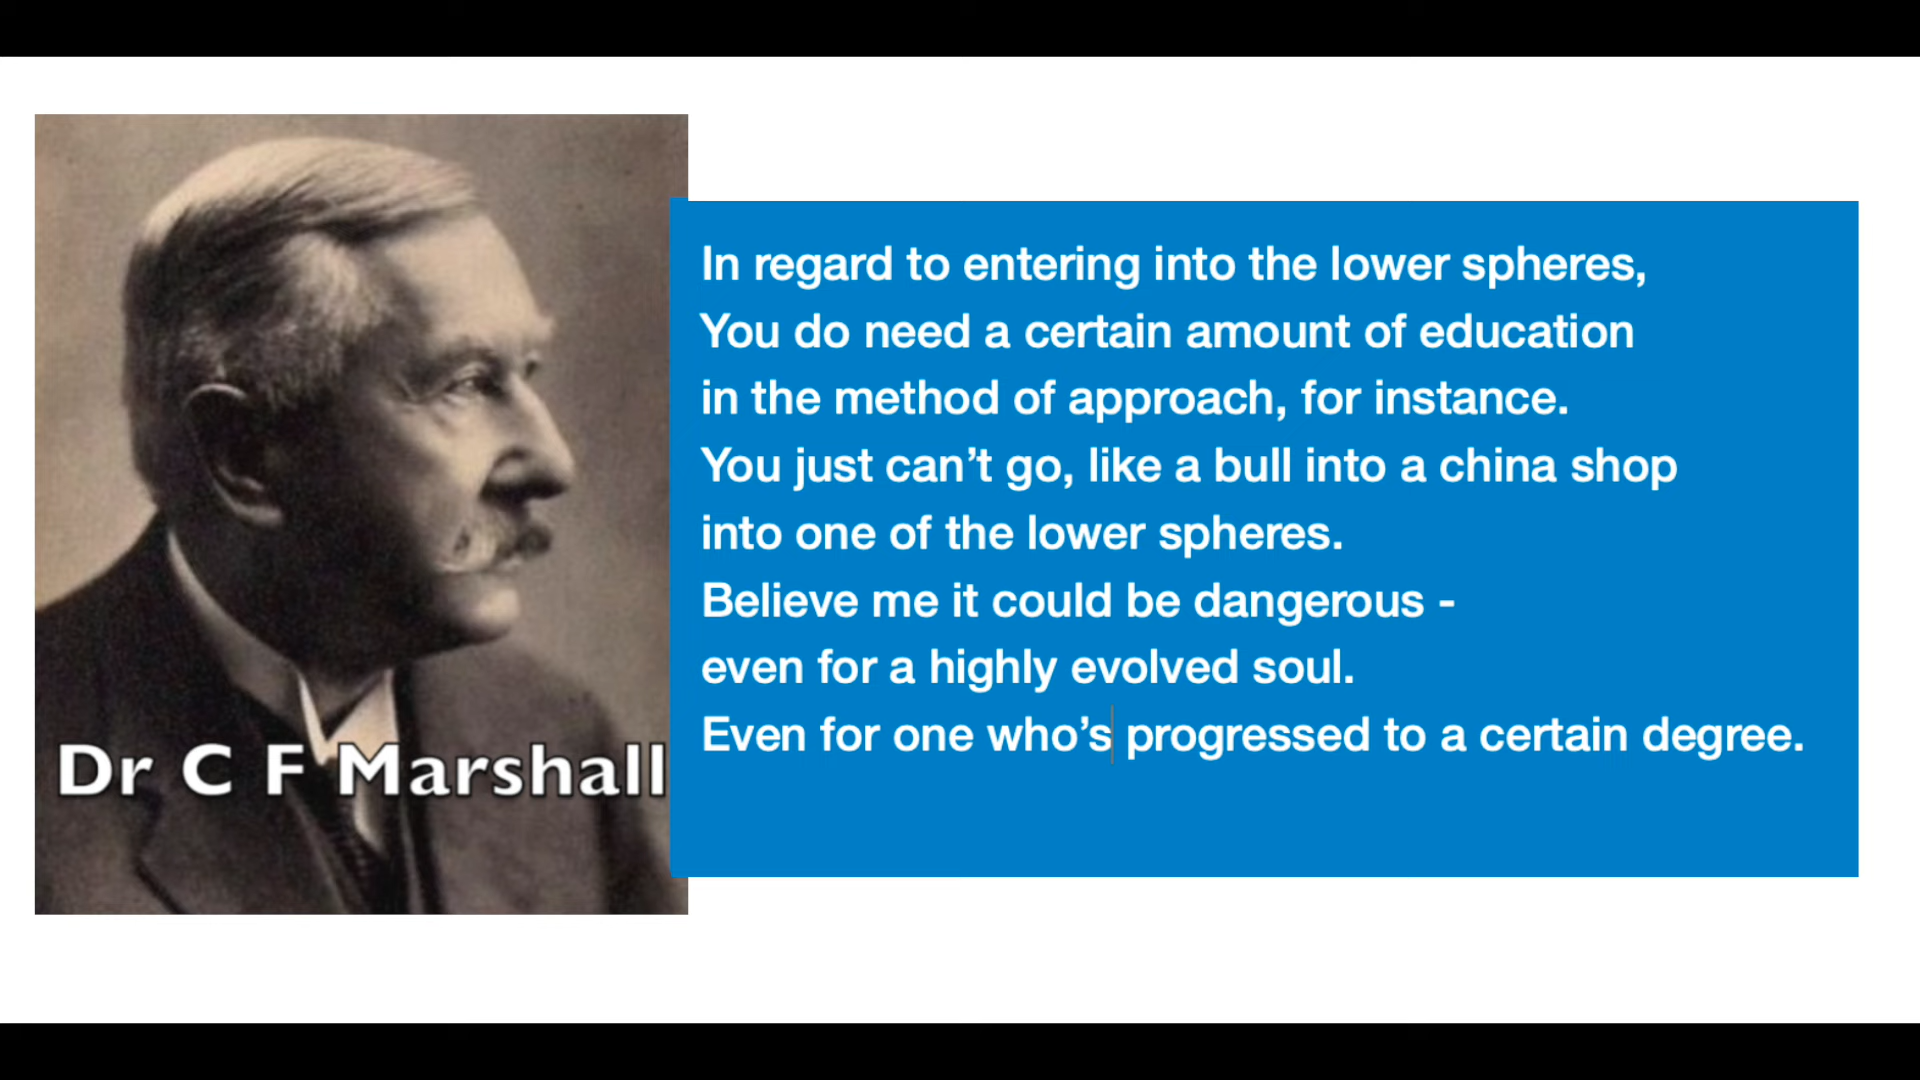 Dr C F Marshall
In regard to entering into the lower spheres,
You do need a certain amount of education
in the method of approach, for instance.
You just can’t go, like a bull into a china shop
into one of the lower spheres.
Believe me it could be dangerous -
even for a highly evolved soul.
Even for one who’s progressed to a certain degree.